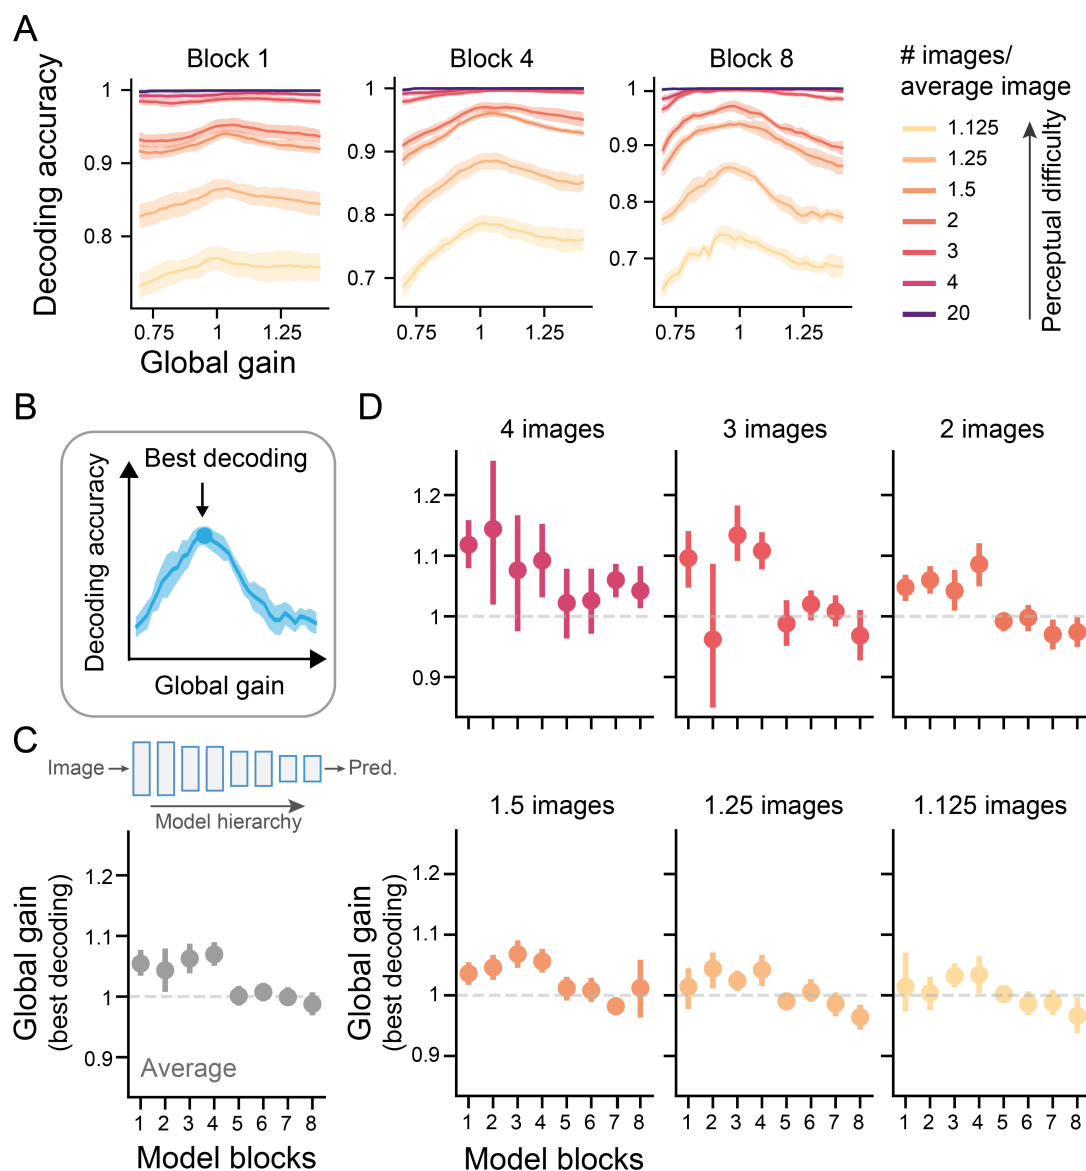 A
Block 1
Block 4
Block 8
# images/
average image
Decoding accuracy
1
0.9
0.8
1
0.9
0.8
0.7
1
0.9
0.8
0.7
1.125
1.25
1.5
2
3
4
20
Perceptual difficulty
0.75
1
1.25
0.75
1
1.25
0.75
1
1.25
Global gain
B
Best decoding
Decoding accuracy
Global gain
C
Image
Pred.
Model hierarchy
Global gain
(best decoding)
1.2
1.1
1
0.9
Average
1 2 3 4 5 6 7 8
Model blocks
D
4 images
3 images
2 images
1.2
1.1
1
0.9
1.5 images
1.25 images
1.125 images
Global gain
(best decoding)
1.2
1.1
1
0.9
1 2 3 4 5 6 7 8
1 2 3 4 5 6 7 8
1 2 3 4 5 6 7 8
Model blocks